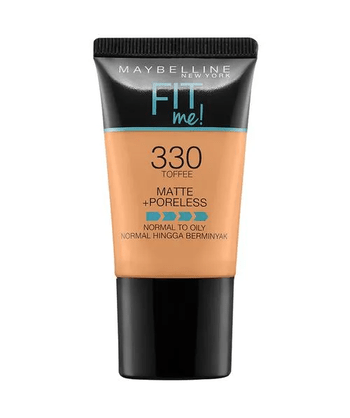 MAYBELLINE
NEW YORK
FIT
me!
330
TOFFEE
MATTE
+PORELESS
NORMAL TO OILY
NORMAL HINGGA BERMINYAK